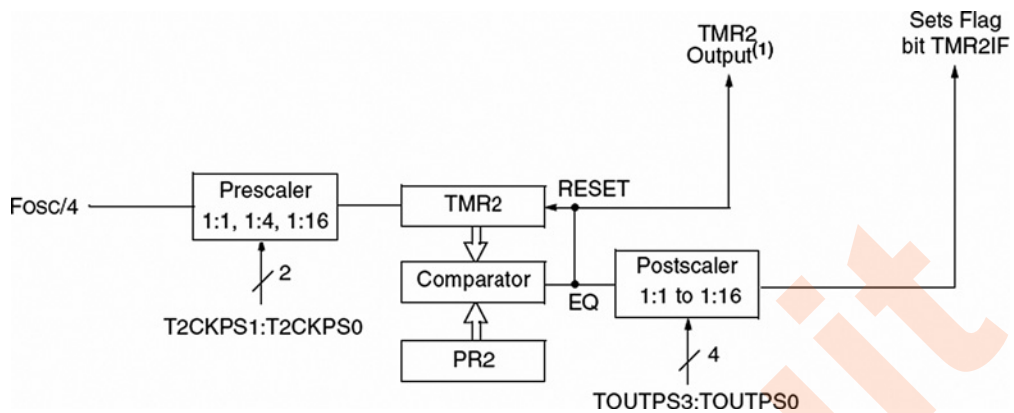 Sets Flag
bit TMR2IF
TMR2
Output(1)
Prescaler
1:1, 1:4, 1:16
FOSC/4
RESET
TMR2
2
Comparator
EQ
Postscaler
1:1 to 1:16
T2CKPS1:T2CKPS0
PR2
4
TOUTPS3:TOUTPS0